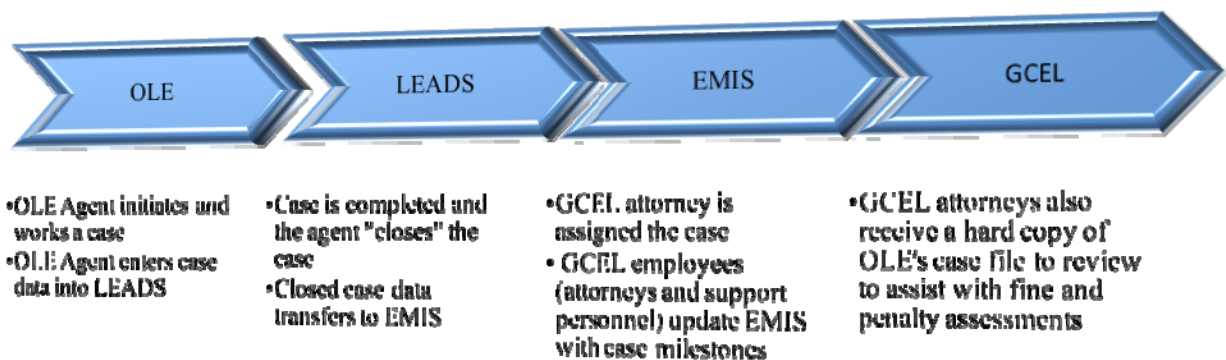 OLE
LEADS
EMIS
GCEL
•OLE Agent initiates and
works a case
•OLE Agent enters case
data into LEADS
•Case is completed and
the agent "closes" the
case
•Closed case data
transfers to EMIS
•GCEL attorney is
assigned the case
• GCEL employees
(attorneys and support
personnel) update EMIS
with case milestones
•GCEL attorneys also
receive a hard copy of
OLE's case file to review
to assist with fine and
penalty assessments